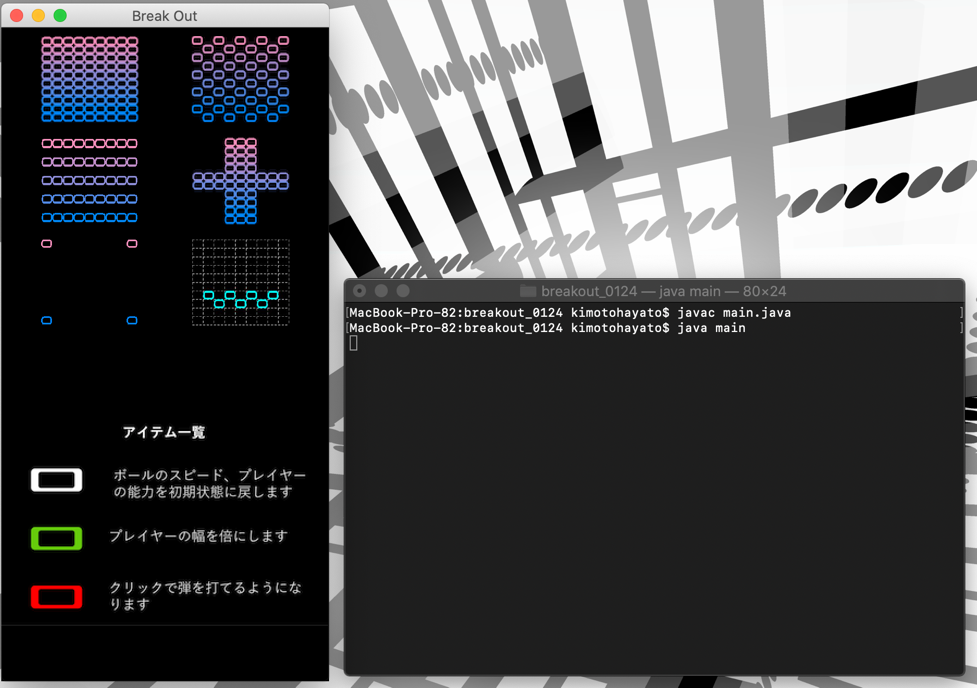 Break Out
アイテム一覧
ボールのスピード、プレイヤー
の能力を初期状態に戻します
プレイヤーの幅を倍にします
クリックで弾を打てるようにな
ります
breakout_0124 — java main — 80×24
[MacBook-Pro-82:breakout_0124 kimotohayato$ javac main.java ]
[MacBook-Pro-82:breakout_0124 kimotohayato$ java main ]